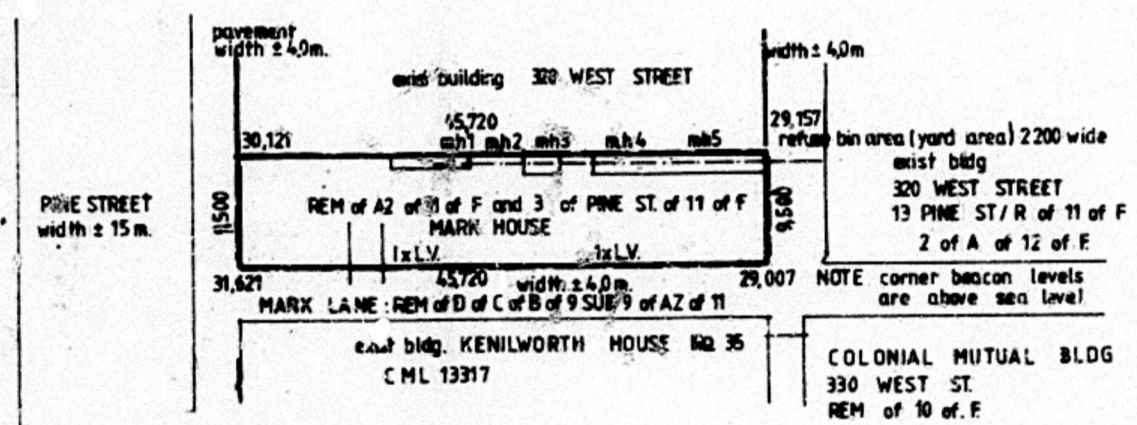 pavement
width ± 4,0m.
width ± 4,0m
exist building 320 WEST STREET
30,121
45,720
29,157
mh1 mh2 mh3 mh4 mh5
refuse bin area (yard area) 2200 wide
exist bldg
320 WEST STREET
13 PINE ST / R of 11 of F
2 of A of 12 of F
PINE STREET
width ± 15m.
11,500
REM of A2 of 11 of F and 3 of PINE ST. of 11 of F
MARK HOUSE
9,500
1xL.V.
1xL.V.
31,621
45,720
width ± 4,0m.
29,007
NOTE corner beacon levels
are above sea level
MARK LANE : REM of D of C of B of 9 SUB 9 of AZ of 11
exist bldg. KENILWORTH HOUSE NO 35
CML 13317
COLONIAL MUTUAL BLDG
330 WEST ST.
REM of 10 of. F